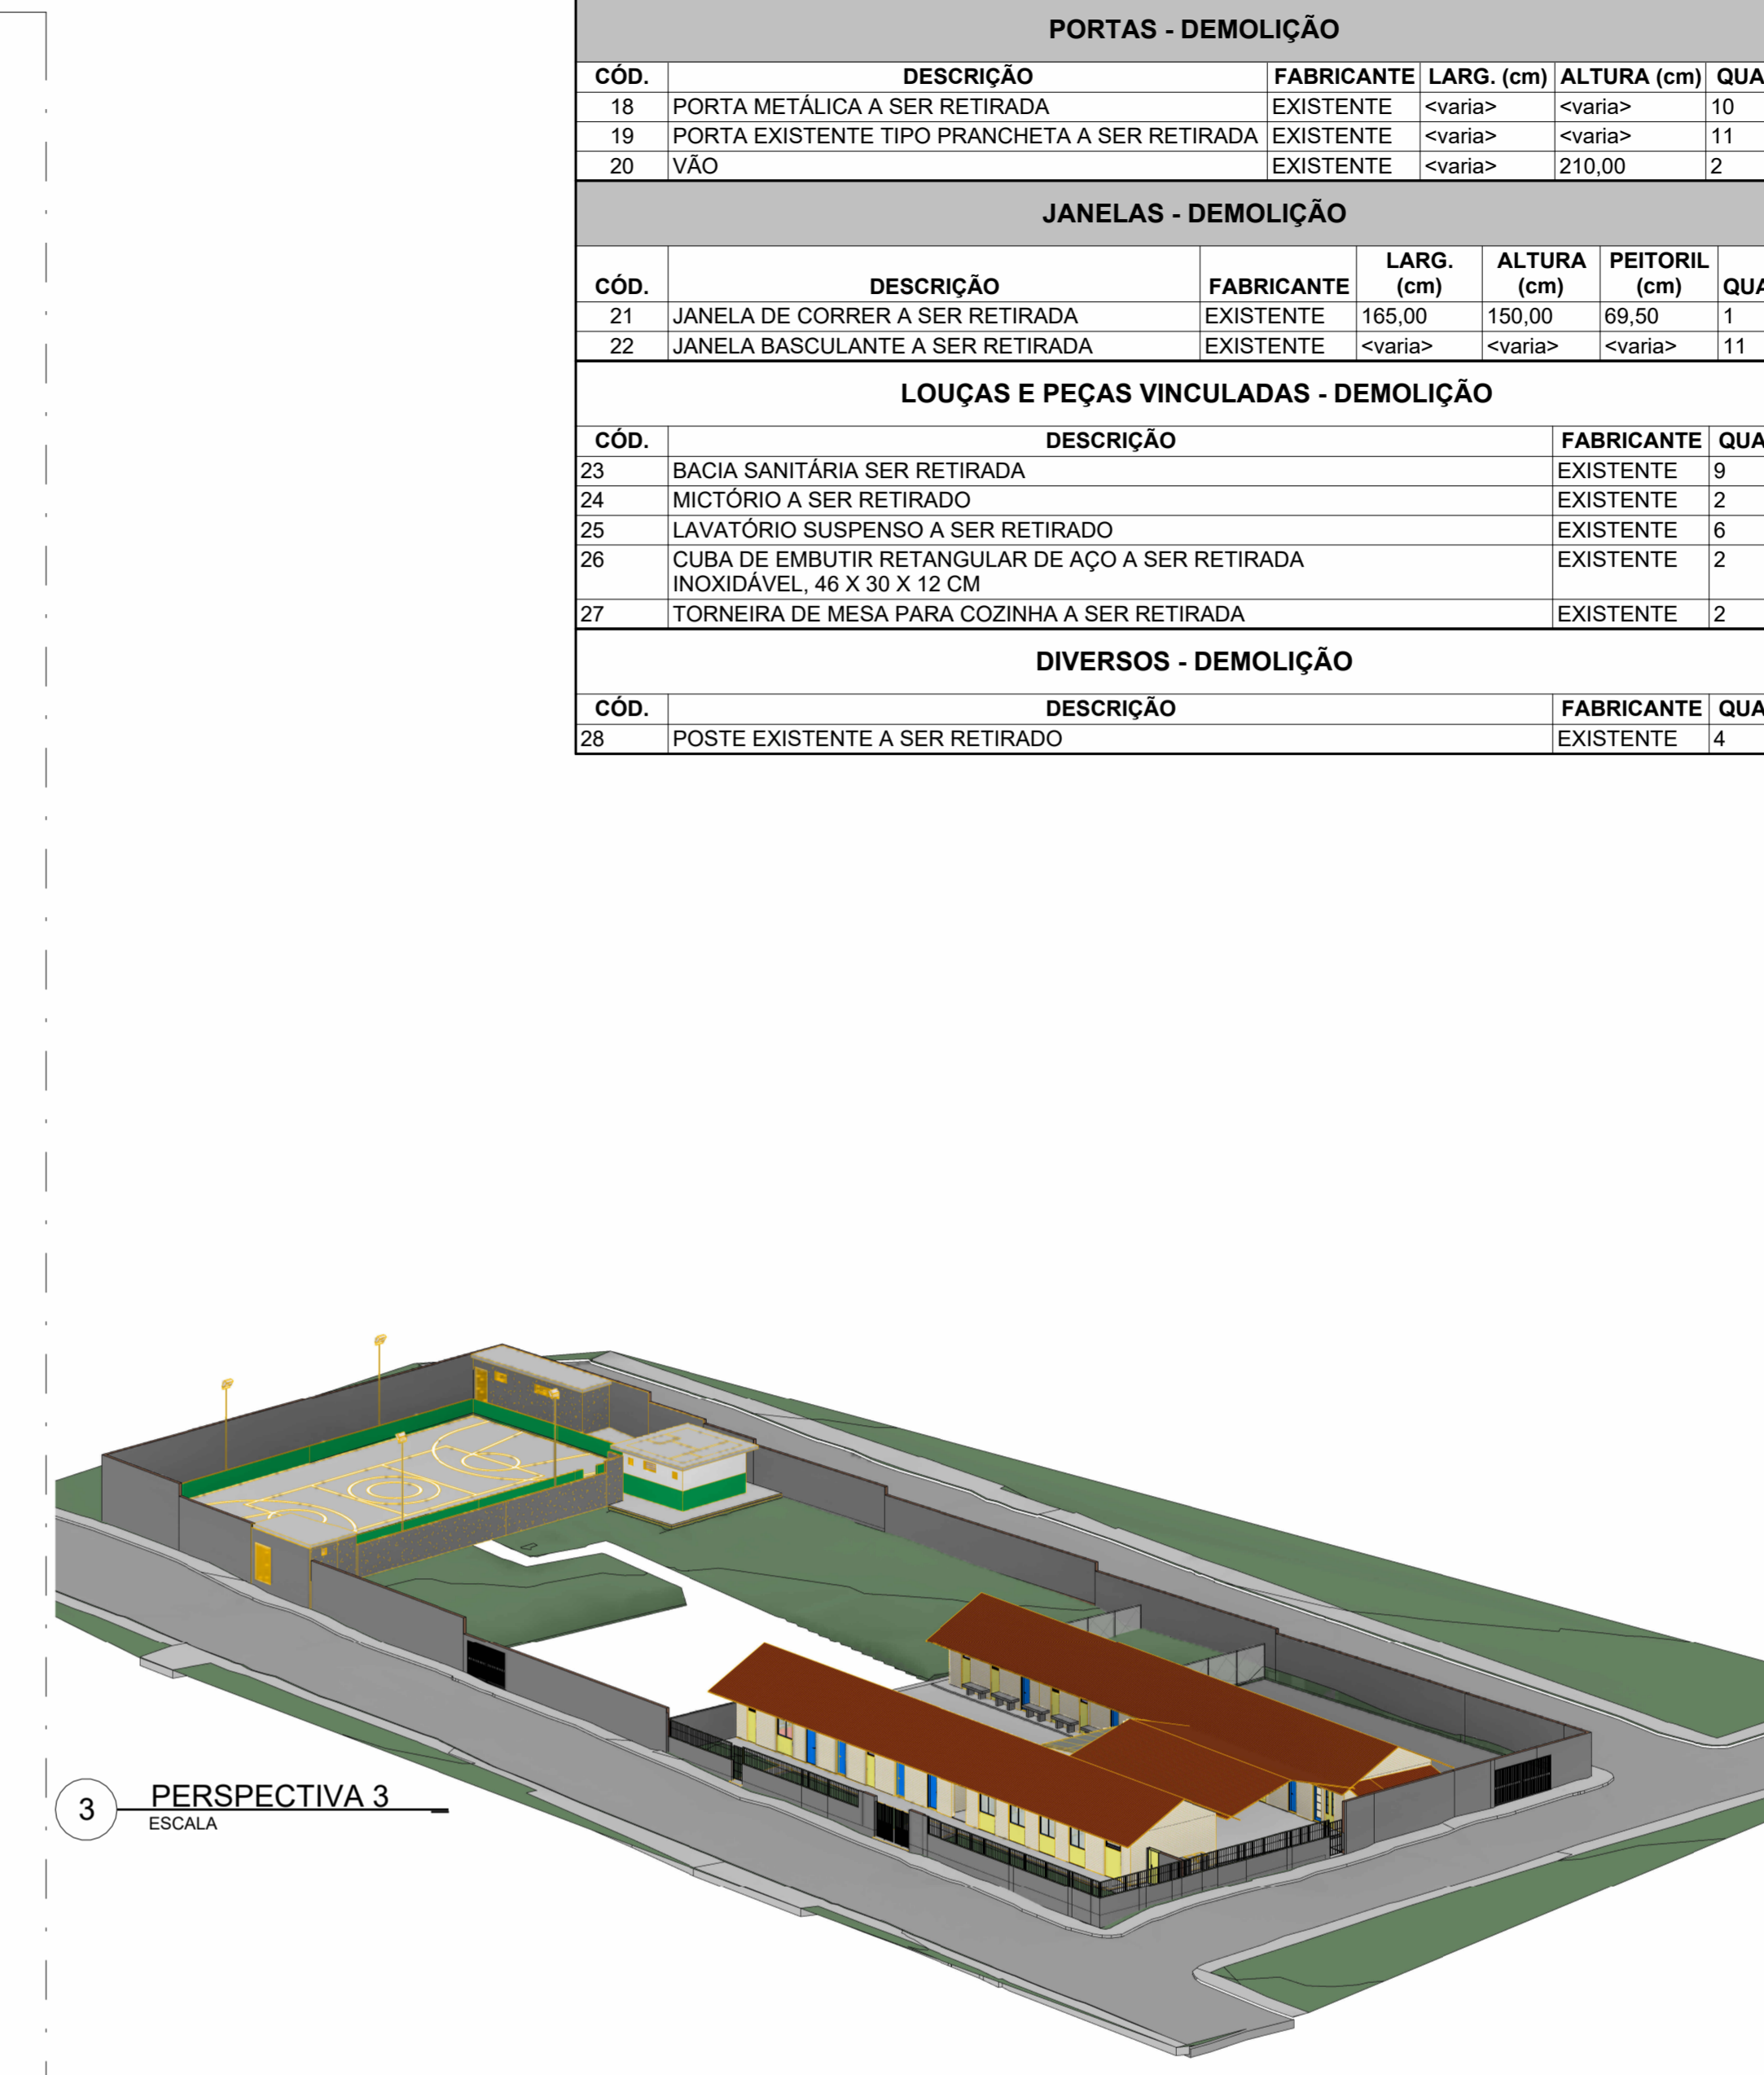 PORTAS - DEMOLIÇÃO
CÓD. DESCRIÇÃO FABRICANTE LARG. (cm) ALTURA (cm) QUA
18 PORTA METÁLICA A SER RETIRADA EXISTENTE <varia> <varia> 10
19 PORTA EXISTENTE TIPO PRANCHETA A SER RETIRADA EXISTENTE <varia> <varia> 11
20 VÃO EXISTENTE <varia> 210,00 2
JANELAS - DEMOLIÇÃO
CÓD. DESCRIÇÃO FABRICANTE LARG. (cm) ALTURA (cm) PEITORIL (cm) QUA
21 JANELA DE CORRER A SER RETIRADA EXISTENTE 165,00 150,00 69,50 1
22 JANELA BASCULANTE A SER RETIRADA EXISTENTE <varia> <varia> <varia> 11
LOUÇAS E PEÇAS VINCULADAS - DEMOLIÇÃO
CÓD. DESCRIÇÃO FABRICANTE QUA
23 BACIA SANITÁRIA SER RETIRADA EXISTENTE 9
24 MICTÓRIO A SER RETIRADO EXISTENTE 2
25 LAVATÓRIO SUSPENSO A SER RETIRADO EXISTENTE 6
26 CUBA DE EMBUTIR RETANGULAR DE AÇO A SER RETIRADA EXISTENTE 2
INOXIDÁVEL, 46 X 30 X 12 CM
27 TORNEIRA DE MESA PARA COZINHA A SER RETIRADA EXISTENTE 2
DIVERSOS - DEMOLIÇÃO
CÓD. DESCRIÇÃO FABRICANTE QUA
28 POSTE EXISTENTE A SER RETIRADO EXISTENTE 4
3 PERSPECTIVA 3
ESCALA